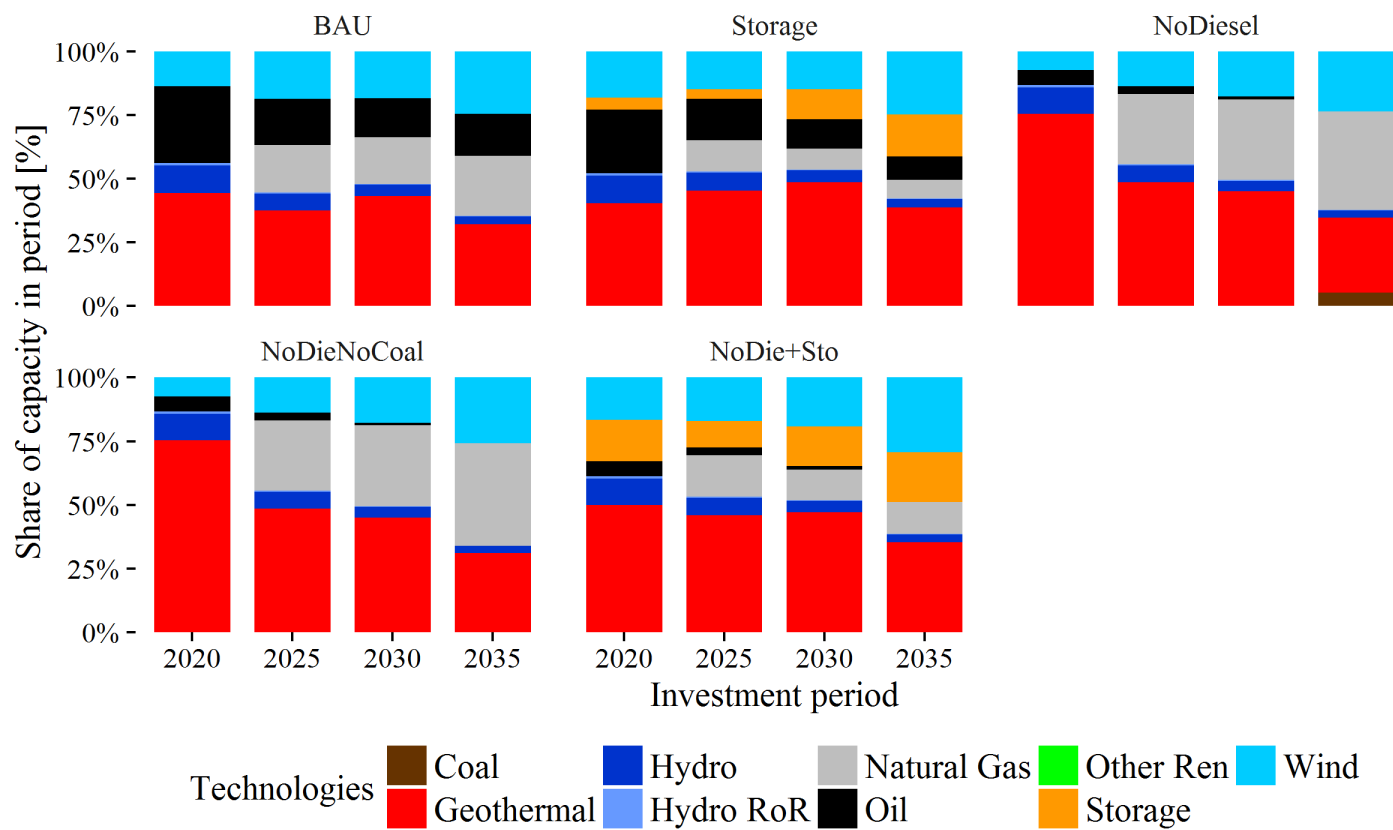 BAU Storage NoDiesel
100%
75%
50%
25%
0%
NoDieNoCoal NoDie+Sto
100%
75%
50%
25%
0%
Share of capacity in period [%]
2020 2025 2030 2035 2020 2025 2030 2035
Investment period
Technologies
Coal Hydro Natural Gas Other Ren Wind
Geothermal Hydro RoR Oil Storage